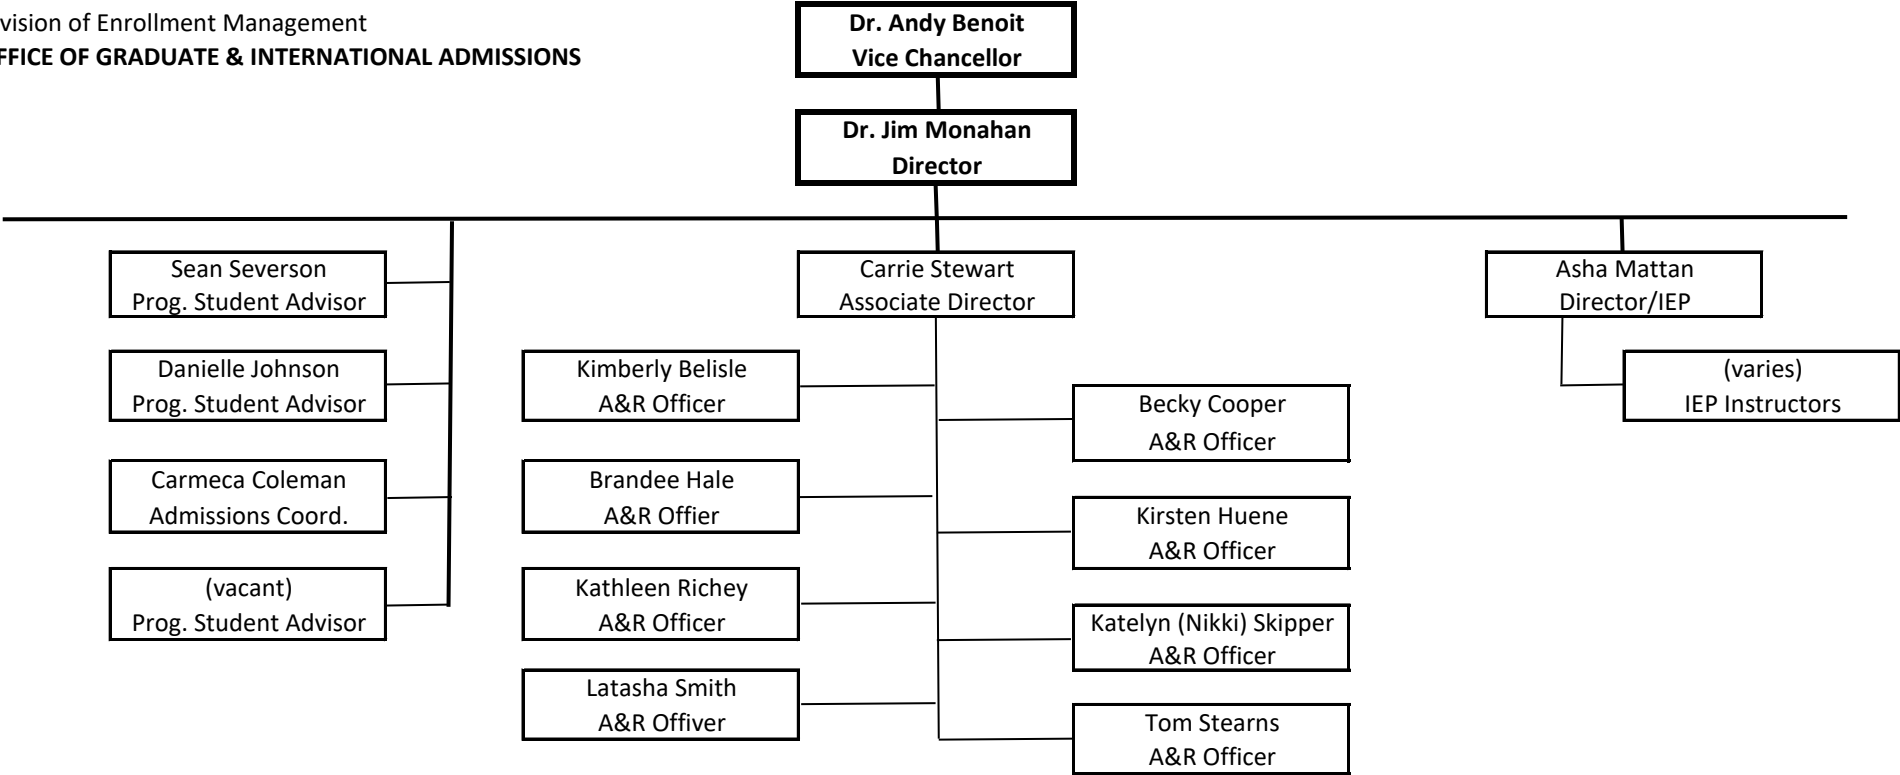 vision of Enrollment Management
FFICE OF GRADUATE & INTERNATIONAL ADMISSIONS
Dr. Andy Benoit
Vice Chancellor
Dr. Jim Monahan
Director
Sean Severson
Prog. Student Advisor
Danielle Johnson
Prog. Student Advisor
Carmeca Coleman
Admissions Coord.
(vacant)
Prog. Student Advisor
Carrie Stewart
Associate Director
Kimberly Belisle
A&R Officer
Brandee Hale
A&R Offier
Kathleen Richey
A&R Officer
Latasha Smith
A&R Offiver
Becky Cooper
A&R Officer
Kirsten Huene
A&R Officer
Katelyn (Nikki) Skipper
A&R Officer
Tom Stearns
A&R Officer
Asha Mattan
Director/IEP
(varies)
IEP Instructors